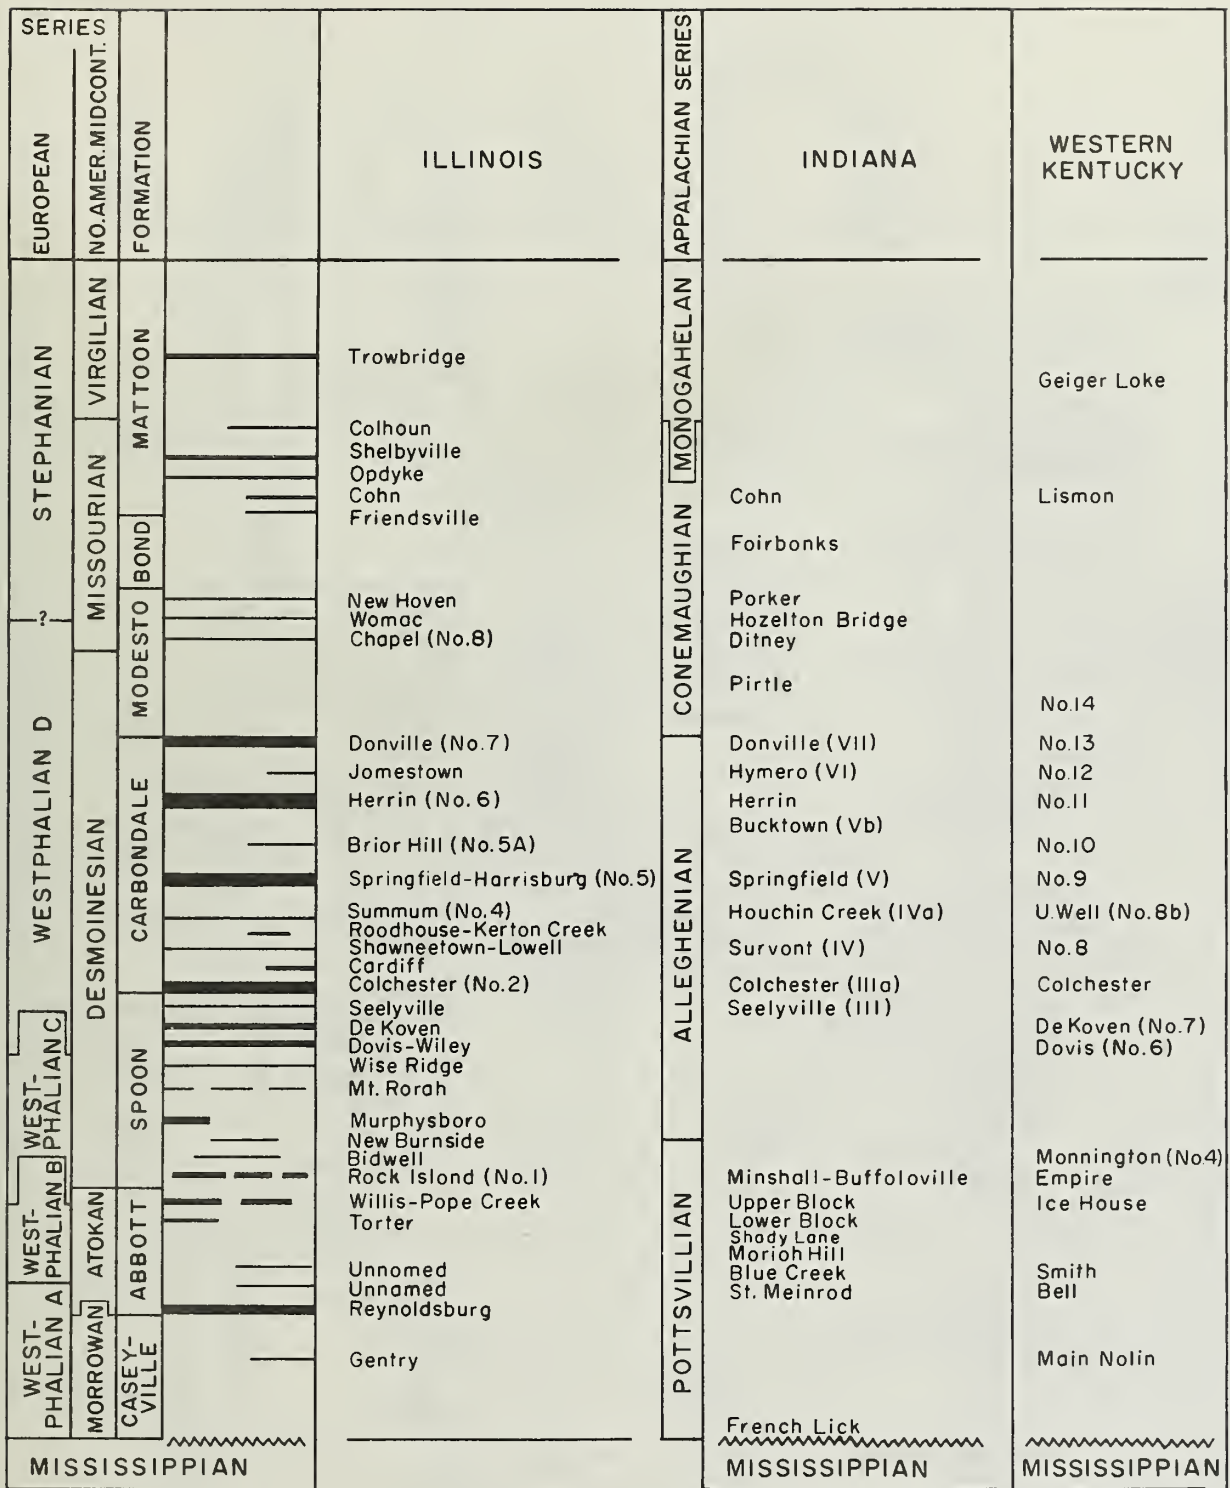 SERIES
EUROPEAN
NO.AMER.MIDCONT.
FORMATION
ILLINOIS
APPALACHIAN SERIES
INDIANA
WESTERN
KENTUCKY
STEPHANIAN
?
WESTPHALIAN D
WEST-
PHALIAN C
WEST-
PHALIAN B
WEST-
PHALIAN A
VIRGILIAN
MISSOURIAN
DESMOINESIAN
ATOKAN
MORROWAN
MATTOON
BOND
MODESTO
CARBONDALE
SPOON
ABBOTT
CASEY-
VILLE
Trowbridge
Colhoun
Shelbyville
Opdyke
Cohn
Friendsville
New Hoven
Womac
Chapel (No.8)
Donville (No.7)
Jomestown
Herrin (No.6)
Brior Hill (No.5A)
Springfield-Harrisburg (No.5)
Summum (No.4)
Roodhouse-Kerton Creek
Shawneetown-Lowell
Cardiff
Colchester (No.2)
Seelyville
De Koven
Dovis-Wiley
Wise Ridge
Mt. Rorah
Murphysboro
New Burnside
Bidwell
Rock Island (No.1)
Willis-Pope Creek
Torter
Unnomed
Unnamed
Reynoldsburg
Gentry
MONOGAHELAN
CONEMAUGHIAN
ALLEGHENIAN
POTTSVILLIAN
Cohn
Foirbonks
Porker
Hozelton Bridge
Ditney
Pirtle
Donville (VII)
Hymero (VI)
Herrin
Bucktown (Vb)
Springfield (V)
Houchin Creek (IVa)
Survont (IV)
Colchester (IIIa)
Seelyville (III)
Minshall-Buffoloville
Upper Block
Lower Block
Shady Lane
Morioh Hill
Blue Creek
St. Meinrod
French Lick
Geiger Loke
Lismon
No.14
No.13
No.12
No.11
No.10
No.9
U.Well (No.8b)
No.8
Colchester
De Koven (No.7)
Dovis (No.6)
Monnington (No.4)
Empire
Ice House
Smith
Bell
Main Nolin
MISSISSIPPIAN
MISSISSIPPIAN
MISSISSIPPIAN